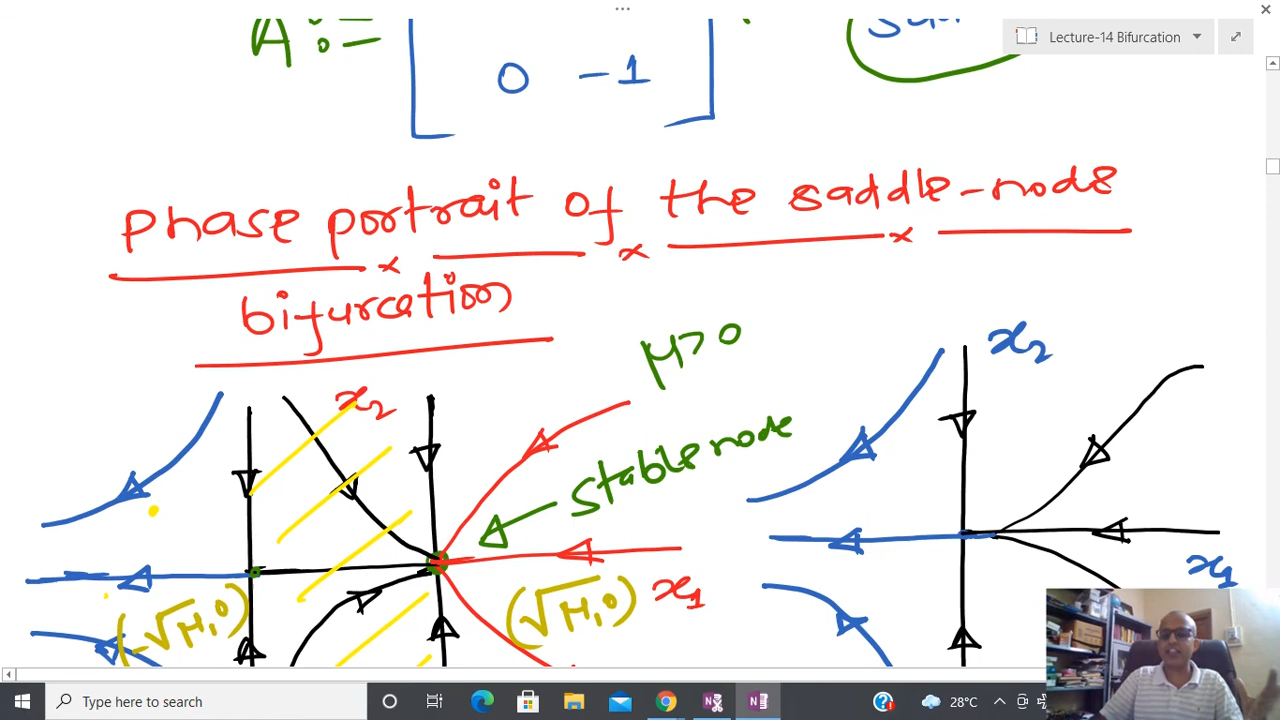 ...
Lecture-14 Bifurcation
A :=
0 -1
Phase portrait of the saddle-node
bifurcation
μ>0
x2
x2
Stable node
(-√μ,0)
(√μ,0)
x1
x1
Type here to search
28°C